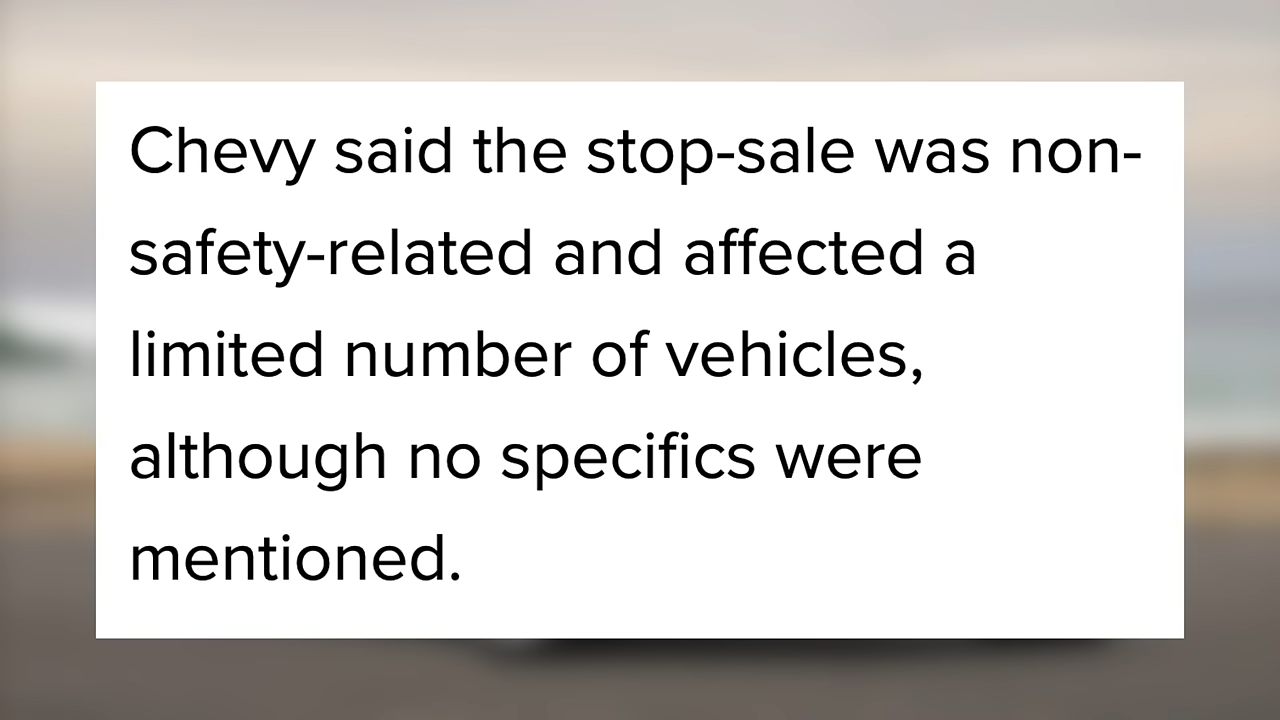 Chevy said the stop-sale was non-
safety-related and affected a
limited number of vehicles,
although no specifics were
mentioned.